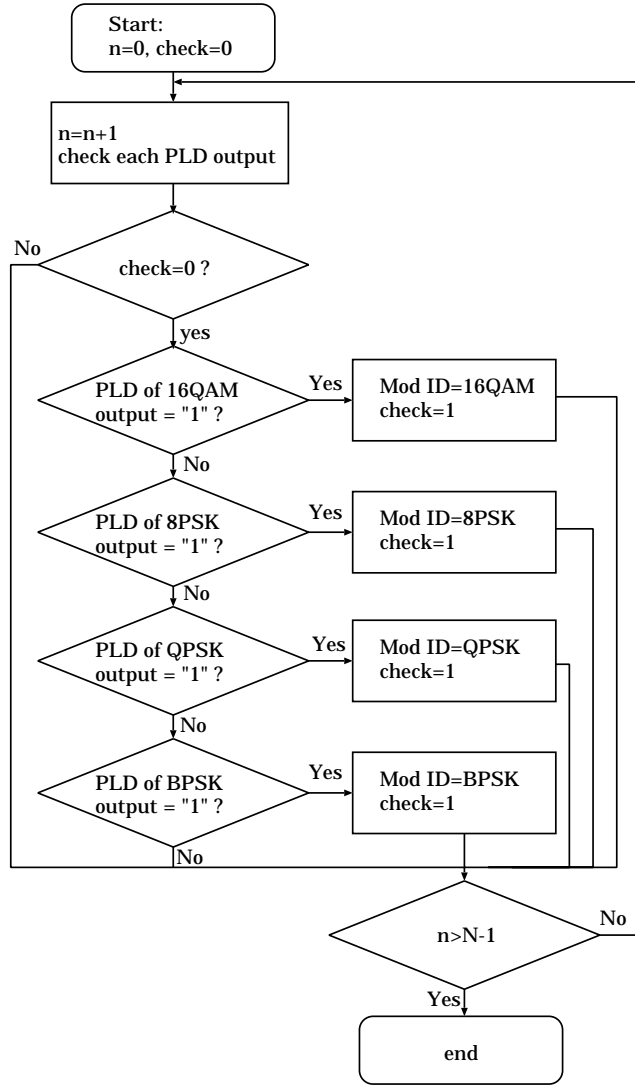 Start:
n=0, check=0
n=n+1
check each PLD output
No
check=0 ?
yes
PLD of 16QAM
output = "1" ?
Yes
Mod ID=16QAM
check=1
No
PLD of 8PSK
output = "1" ?
Yes
Mod ID=8PSK
check=1
No
PLD of QPSK
output = "1" ?
Yes
Mod ID=QPSK
check=1
No
PLD of BPSK
output = "1" ?
Yes
Mod ID=BPSK
check=1
No
n>N-1
No
Yes
end